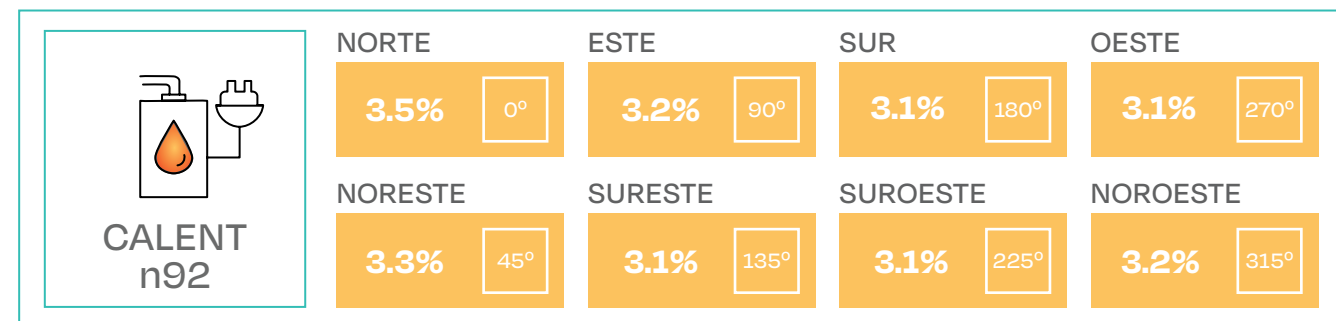 CALENT
n92
NORTE
3.5% 0º
ESTE
3.2% 90º
SUR
3.1% 180º
OESTE
3.1% 270º
NORESTE
3.3% 45º
SURESTE
3.1% 135º
SUROESTE
3.1% 225º
NOROESTE
3.2% 315º